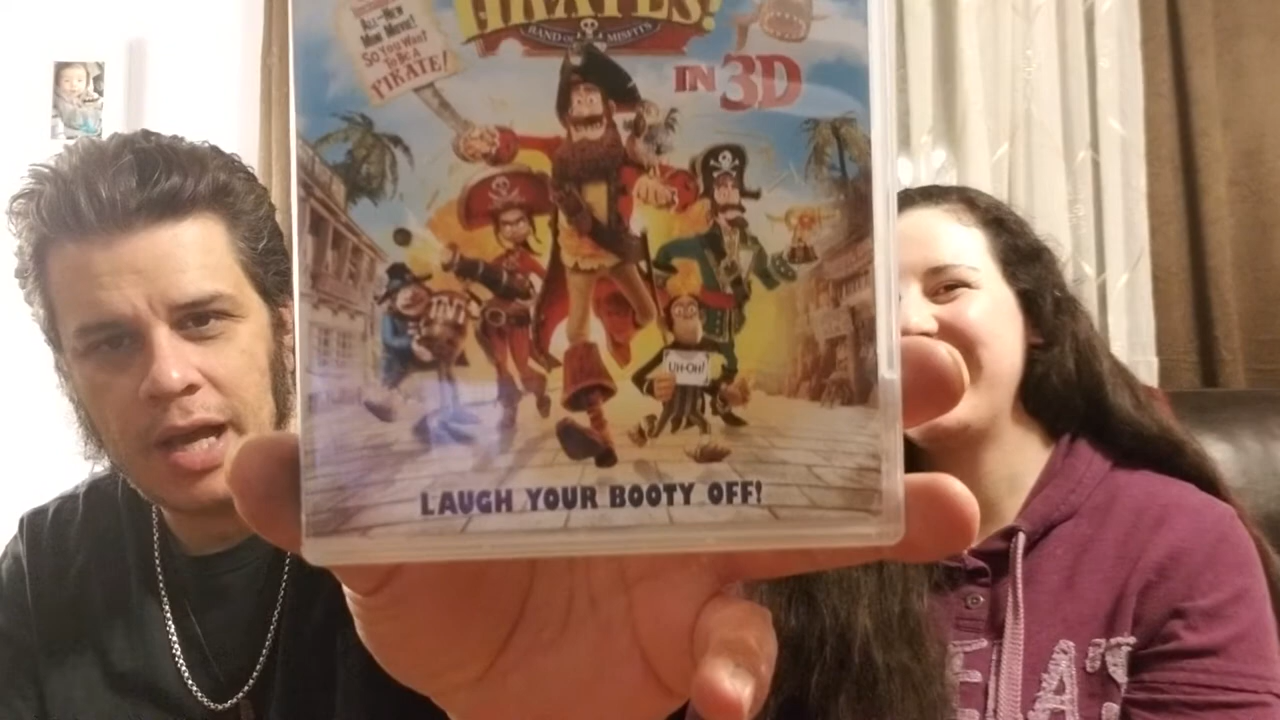 ALL-NEW
MINI MOVIE!
SO YOU WANT
TO BE A
PIRATE!
PIRATES!
BAND OF MISFITS
IN 3D
TNT
UH-OH!
LAUGH YOUR BOOTY OFF!